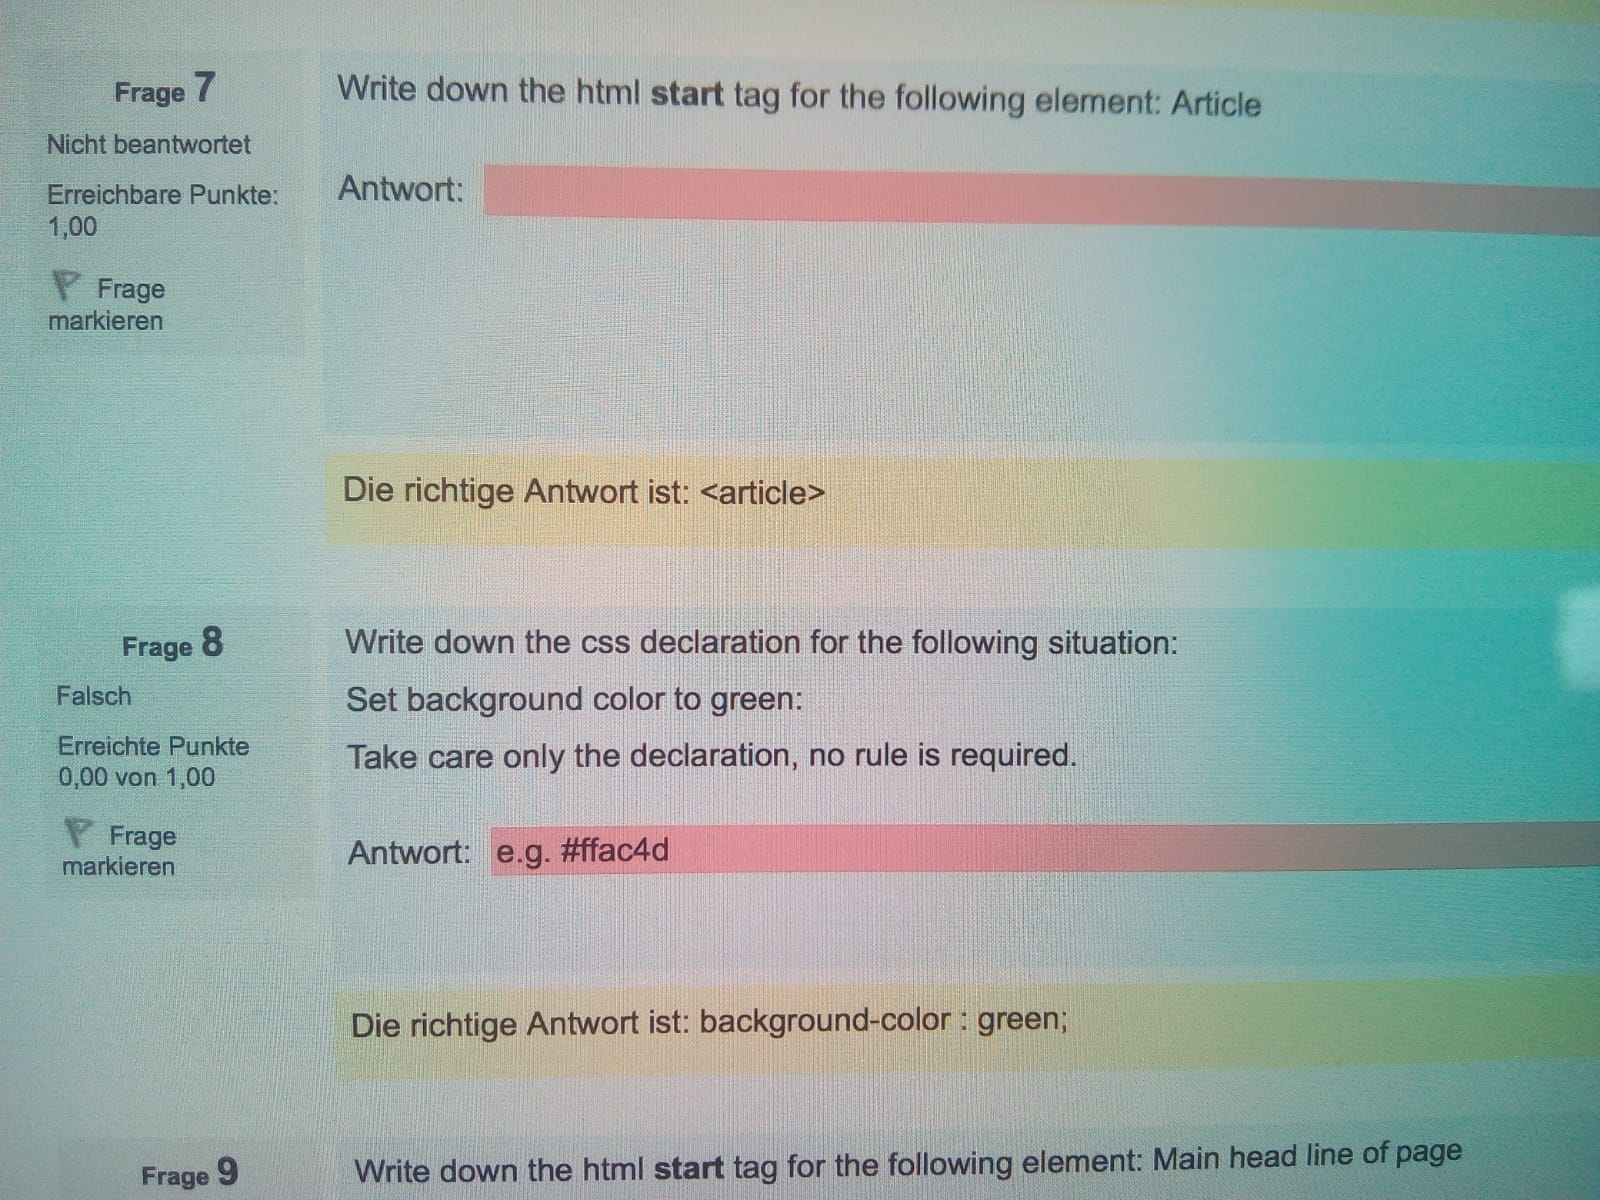 Frage 7
Nicht beantwortet
Erreichbare Punkte:
1,00
Frage
markieren
Write down the html start tag for the following element: Article
Antwort:
Die richtige Antwort ist: <article>
Frage 8
Falsch
Erreichte Punkte
0,00 von 1,00
Frage
markieren
Write down the css declaration for the following situation:
Set background color to green:
Take care only the declaration, no rule is required.
Antwort: e.g. #ffac4d
Die richtige Antwort ist: background-color : green;
Frage 9
Write down the html start tag for the following element: Main head line of page